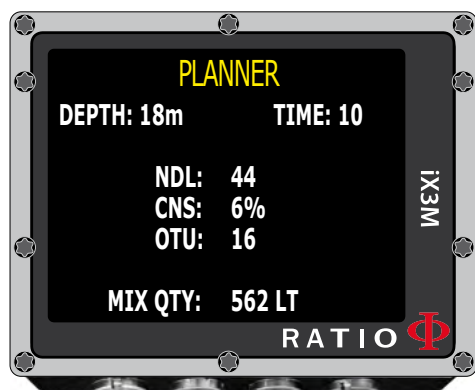 PLANNER
DEPTH: 18m TIME: 10
NDL: 44
CNS: 6%
OTU: 16
MIX QTY: 562 LT
iX3M
RATIO